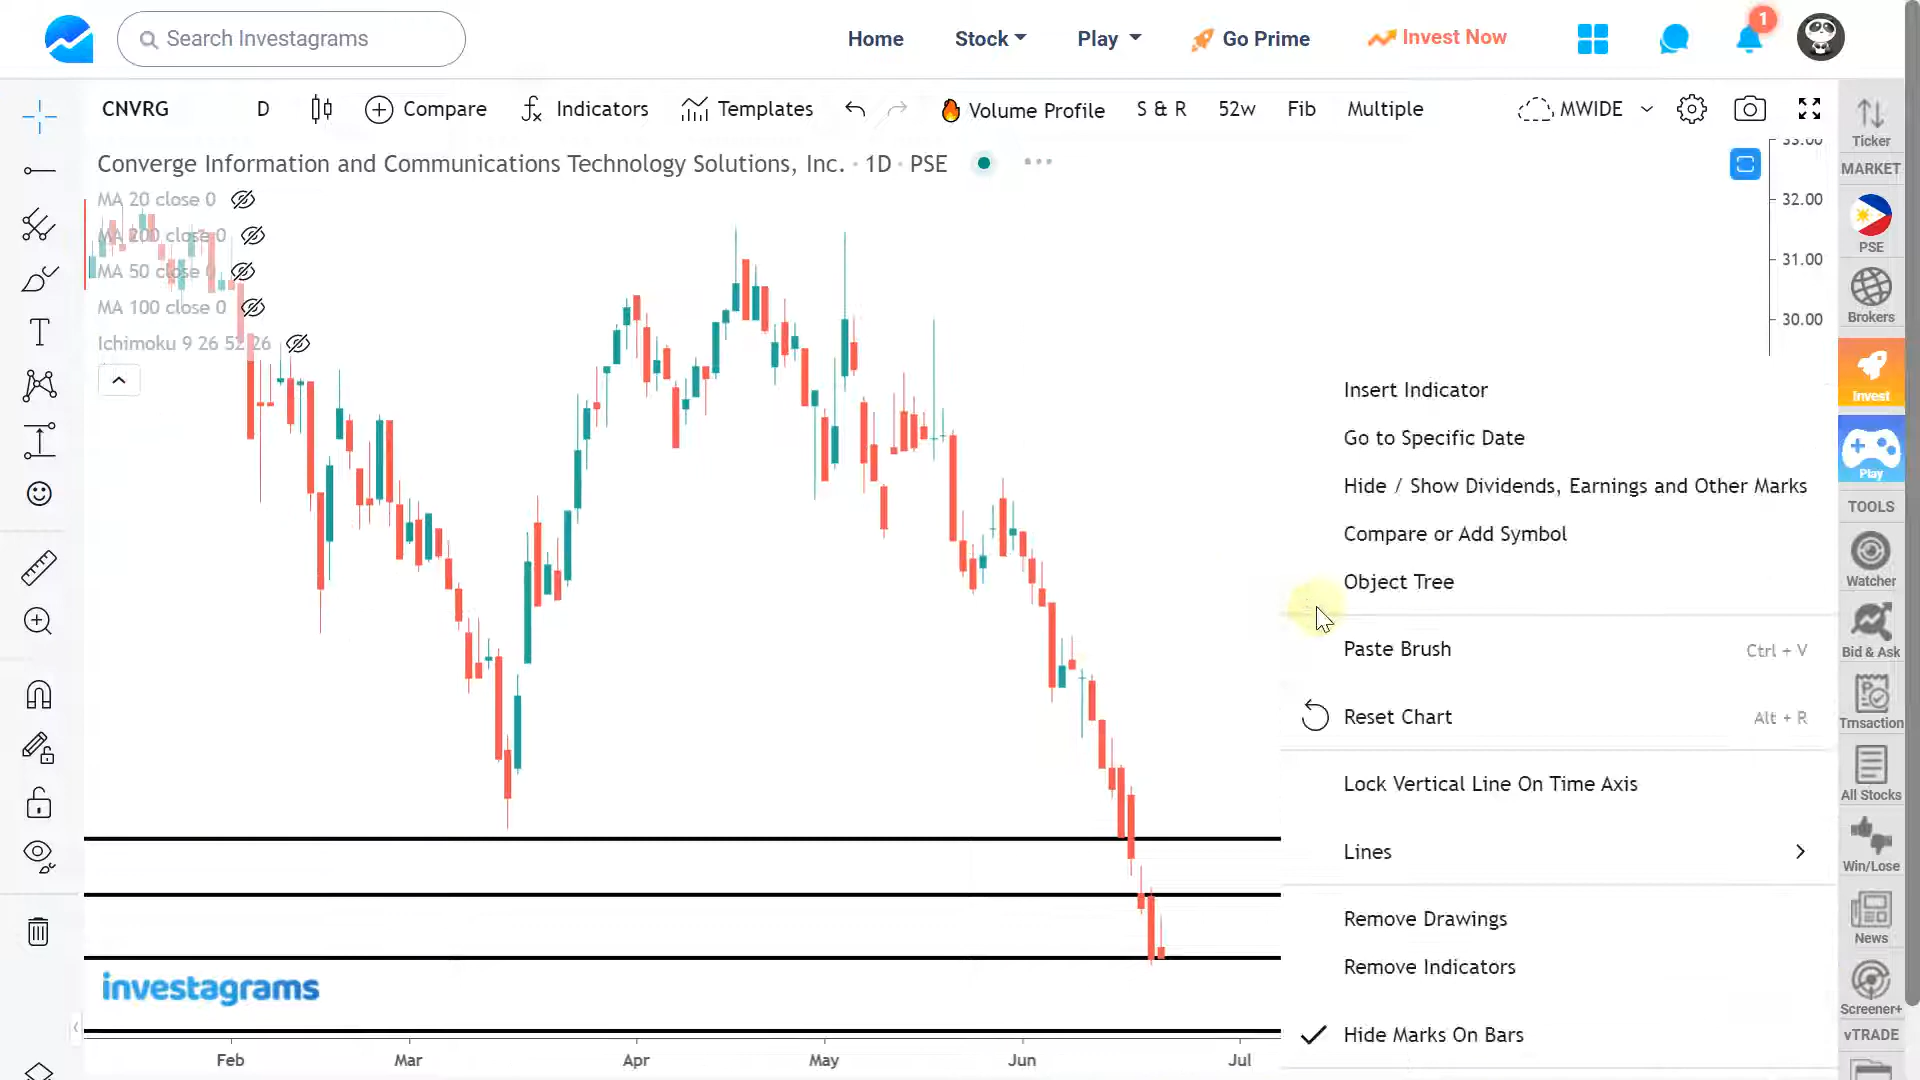 Search Investagrams
Home
Stock
Play
Go Prime
Invest Now
1
CNVRG
D
Compare
Indicators
Templates
Volume Profile
S & R
52w
Fib
Multiple
MWIDE
Converge Information and Communications Technology Solutions, Inc. · 1D · PSE
MA 20 close 0
MA 200 close 0
MA 50 close 0
MA 100 close 0
Ichimoku 9 26 52 26
33.00
32.00
31.00
30.00
Insert Indicator
Go to Specific Date
Hide / Show Dividends, Earnings and Other Marks
Compare or Add Symbol
Object Tree
Paste Brush Ctrl + V
Reset Chart Alt + R
Lock Vertical Line On Time Axis
Lines
Remove Drawings
Remove Indicators
Hide Marks On Bars
investagrams
Feb
Mar
Apr
May
Jun
Jul
Ticker
MARKET
PSE
Brokers
Invest
Play
TOOLS
Watcher
Bid & Ask
Trnsaction
All Stocks
Win/Lose
News
Screener+
vTRADE